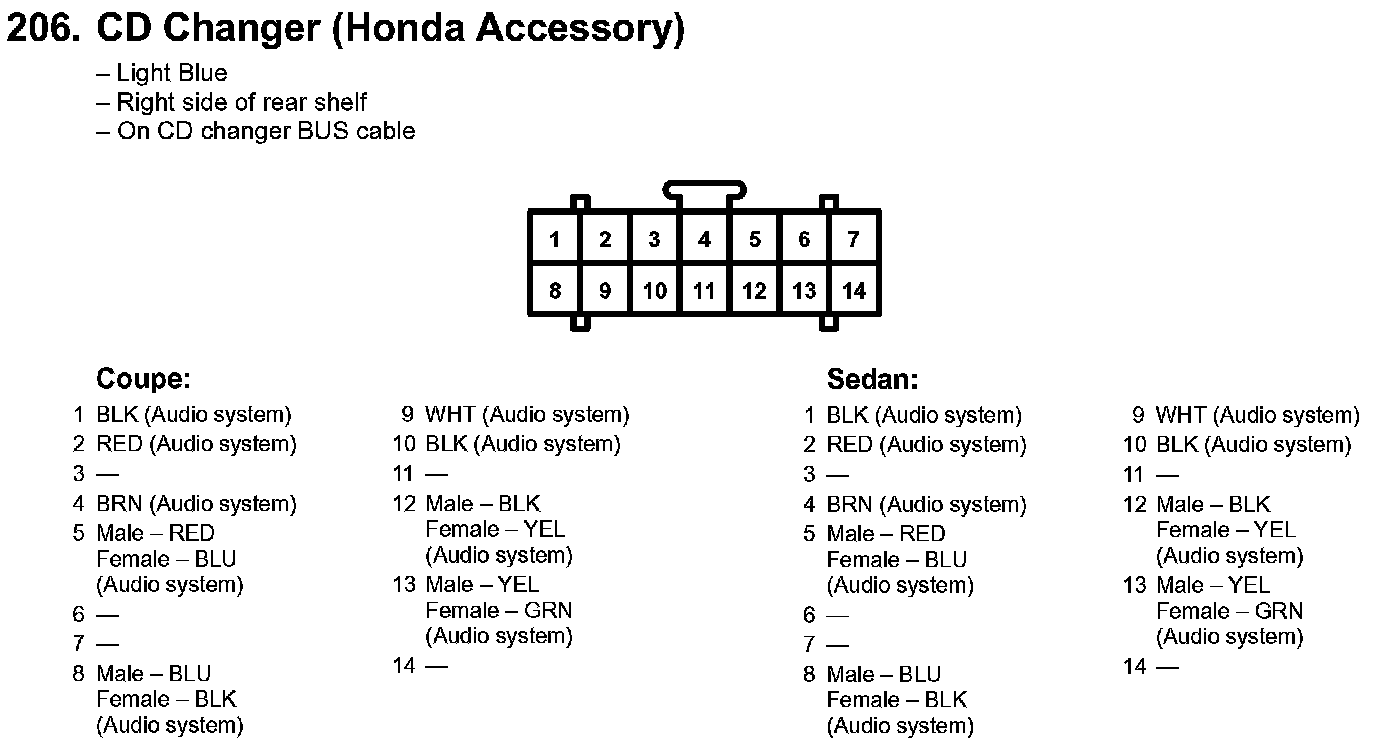 206. CD Changer (Honda Accessory)
– Light Blue
– Right side of rear shelf
– On CD changer BUS cable
1 2 3 4 5 6 7
8 9 10 11 12 13 14
Coupe:
1 BLK (Audio system)
2 RED (Audio system)
3 —
4 BRN (Audio system)
5 Male – RED
Female – BLU
(Audio system)
6 —
7 —
8 Male – BLU
Female – BLK
(Audio system)
9 WHT (Audio system)
10 BLK (Audio system)
11 —
12 Male – BLK
Female – YEL
(Audio system)
13 Male – YEL
Female – GRN
(Audio system)
14 —
Sedan:
1 BLK (Audio system)
2 RED (Audio system)
3 —
4 BRN (Audio system)
5 Male – RED
Female – BLU
(Audio system)
6 —
7 —
8 Male – BLU
Female – BLK
(Audio system)
9 WHT (Audio system)
10 BLK (Audio system)
11 —
12 Male – BLK
Female – YEL
(Audio system)
13 Male – YEL
Female – GRN
(Audio system)
14 —